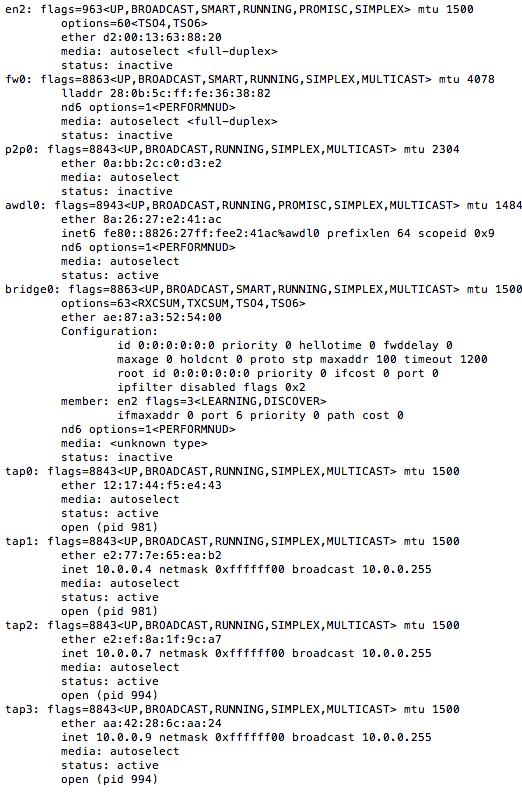 en2: flags=963<UP,BROADCAST,SMART,RUNNING,PROMISC,SIMPLEX> mtu 1500
options=60<TSO4,TSO6>
ether d2:00:13:63:88:20
media: autoselect <full-duplex>
status: inactive
fw0: flags=8863<UP,BROADCAST,SMART,RUNNING,SIMPLEX,MULTICAST> mtu 4078
lladdr 28:0b:5c:ff:fe:36:38:82
nd6 options=1<PERFORMNUD>
media: autoselect <full-duplex>
status: inactive
p2p0: flags=8843<UP,BROADCAST,RUNNING,SIMPLEX,MULTICAST> mtu 2304
ether 0a:bb:2c:c0:d3:e2
media: autoselect
status: inactive
awdl0: flags=8943<UP,BROADCAST,RUNNING,PROMISC,SIMPLEX,MULTICAST> mtu 1484
ether 8a:26:27:e2:41:ac
inet6 fe80::8826:27ff:fee2:41ac%awdl0 prefixlen 64 scopeid 0x9
nd6 options=1<PERFORMNUD>
media: autoselect
status: active
bridge0: flags=8863<UP,BROADCAST,SMART,RUNNING,SIMPLEX,MULTICAST> mtu 1500
options=63<RXCSUM,TXCSUM,TSO4,TSO6>
ether ae:87:a3:52:54:00
Configuration:
id 0:0:0:0:0:0 priority 0 hellotime 0 fwddelay 0
maxage 0 holdcnt 0 proto stp maxaddr 100 timeout 1200
root id 0:0:0:0:0:0 priority 0 ifcost 0 port 0
ipfilter disabled flags 0x2
member: en2 flags=3<LEARNING,DISCOVER>
ifmaxaddr 0 port 6 priority 0 path cost 0
nd6 options=1<PERFORMNUD>
media: <unknown type>
status: inactive
tap0: flags=8843<UP,BROADCAST,RUNNING,SIMPLEX,MULTICAST> mtu 1500
ether 12:17:44:f5:e4:43
media: autoselect
status: active
open (pid 981)
tap1: flags=8843<UP,BROADCAST,RUNNING,SIMPLEX,MULTICAST> mtu 1500
ether e2:77:7e:65:ea:b2
inet 10.0.0.4 netmask 0xffffff00 broadcast 10.0.0.255
media: autoselect
status: active
open (pid 981)
tap2: flags=8843<UP,BROADCAST,RUNNING,SIMPLEX,MULTICAST> mtu 1500
ether e2:ef:8a:1f:9c:a7
inet 10.0.0.7 netmask 0xffffff00 broadcast 10.0.0.255
media: autoselect
status: active
open (pid 994)
tap3: flags=8843<UP,BROADCAST,RUNNING,SIMPLEX,MULTICAST> mtu 1500
ether aa:42:28:6c:aa:24
inet 10.0.0.9 netmask 0xffffff00 broadcast 10.0.0.255
media: autoselect
status: active
open (pid 994)